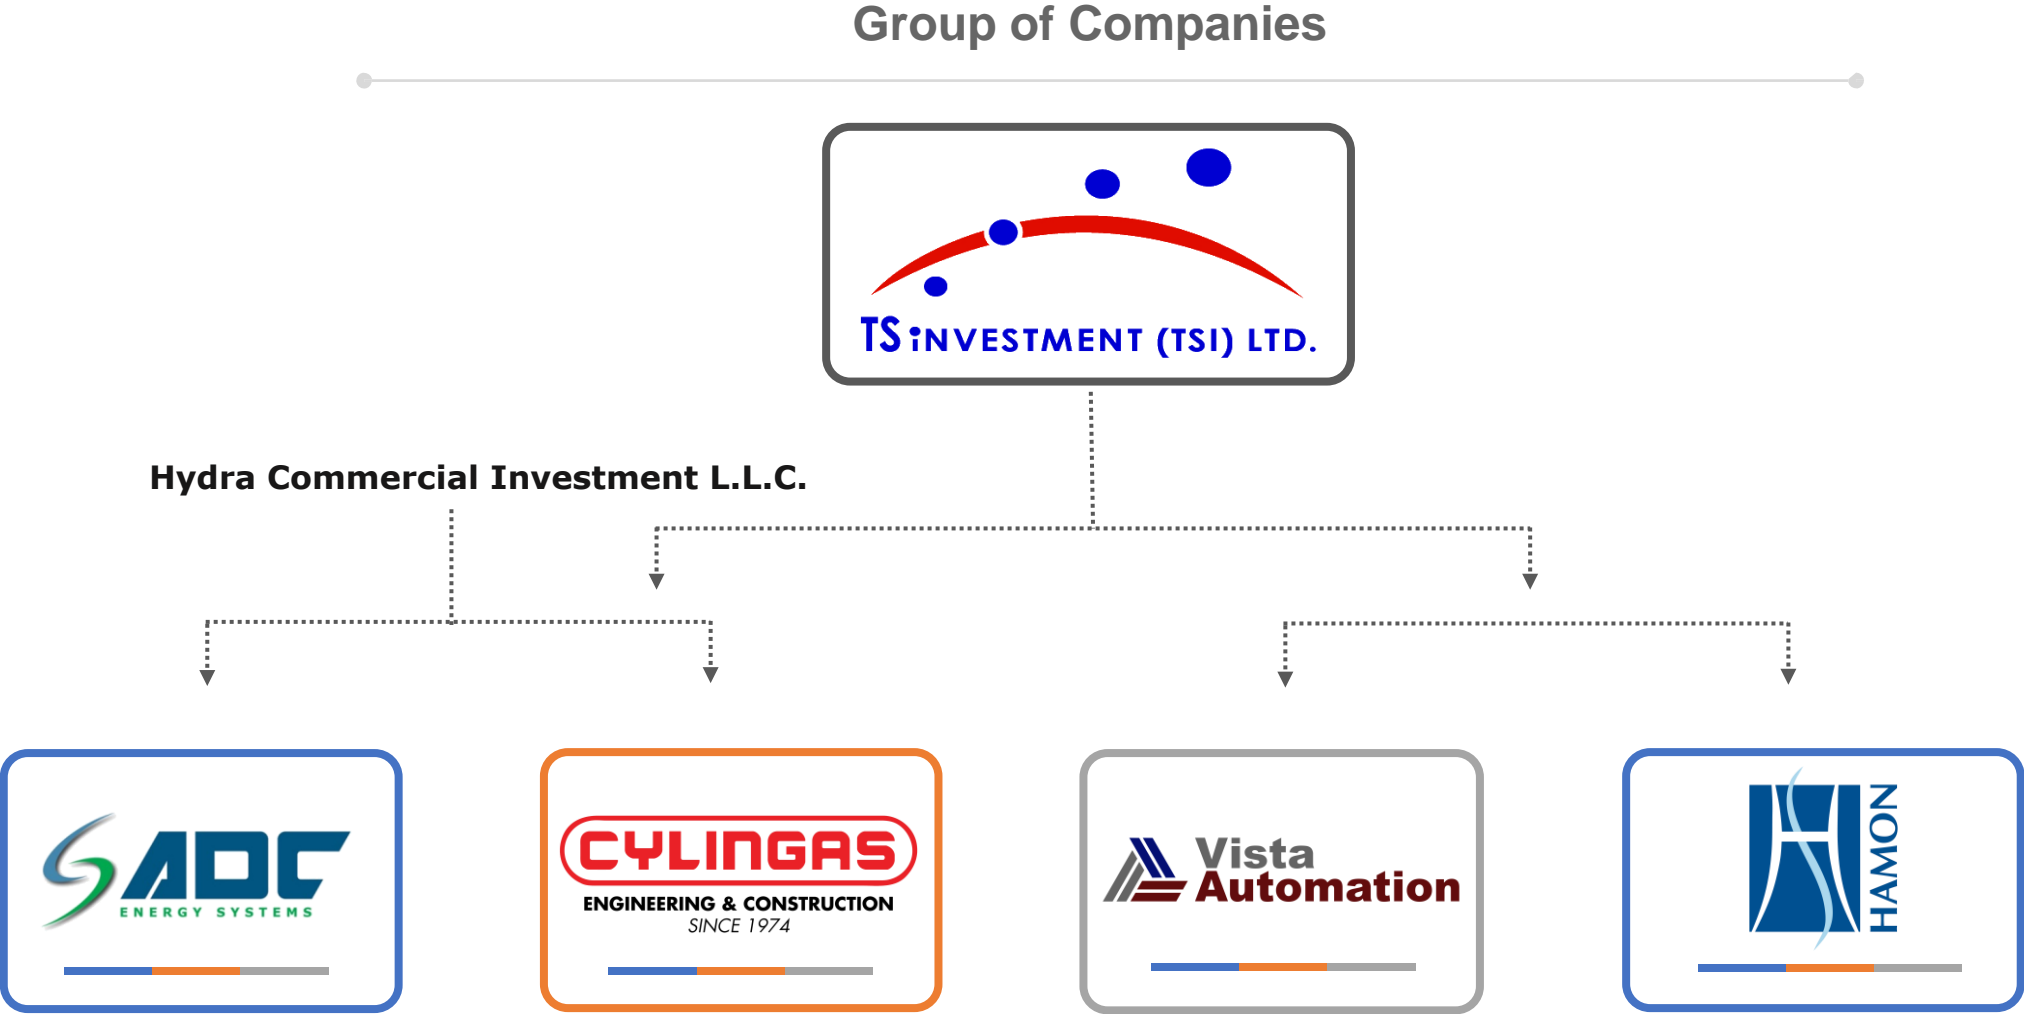 Group of Companies
TS iNVESTMENT (TSI) LTD.
Hydra Commercial Investment L.L.C.
ADC
ENERGY SYSTEMS
CYLINGAS
ENGINEERING & CONSTRUCTION
SINCE 1974
Vista
Automation
HAMON